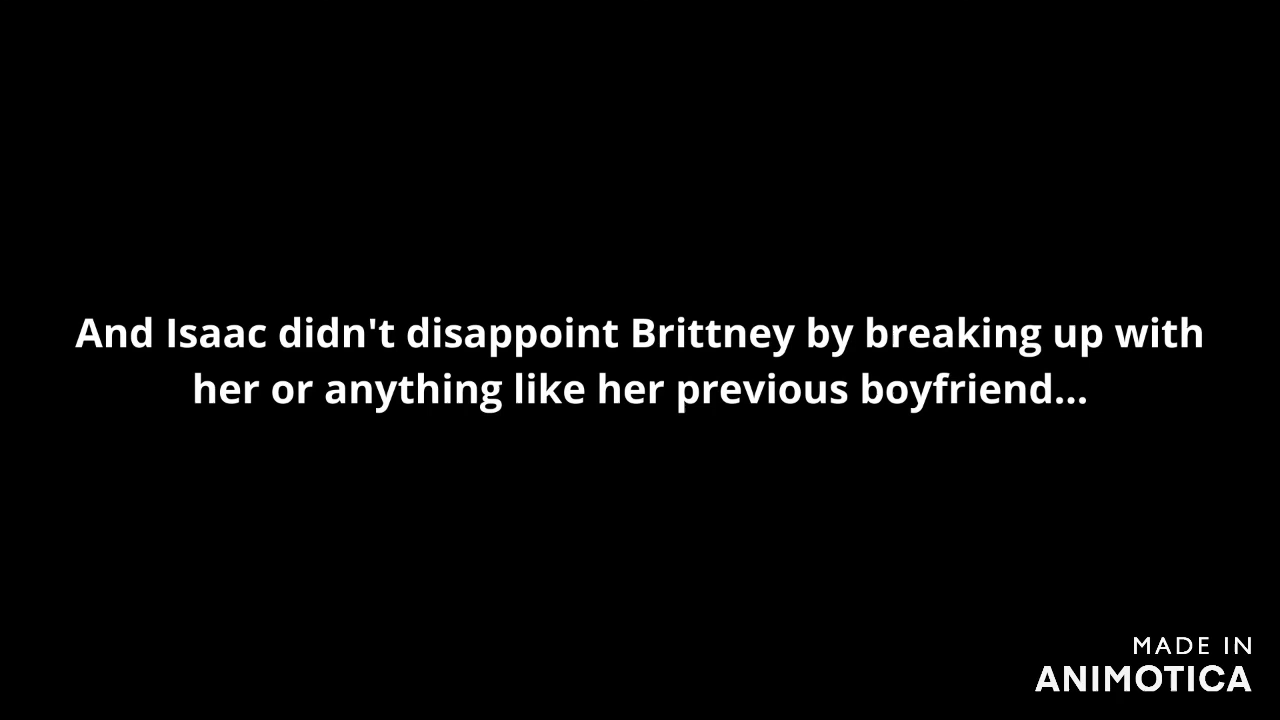 And Isaac didn't disappoint Brittney by breaking up with
her or anything like her previous boyfriend...
MADE IN
ANIMOTICA